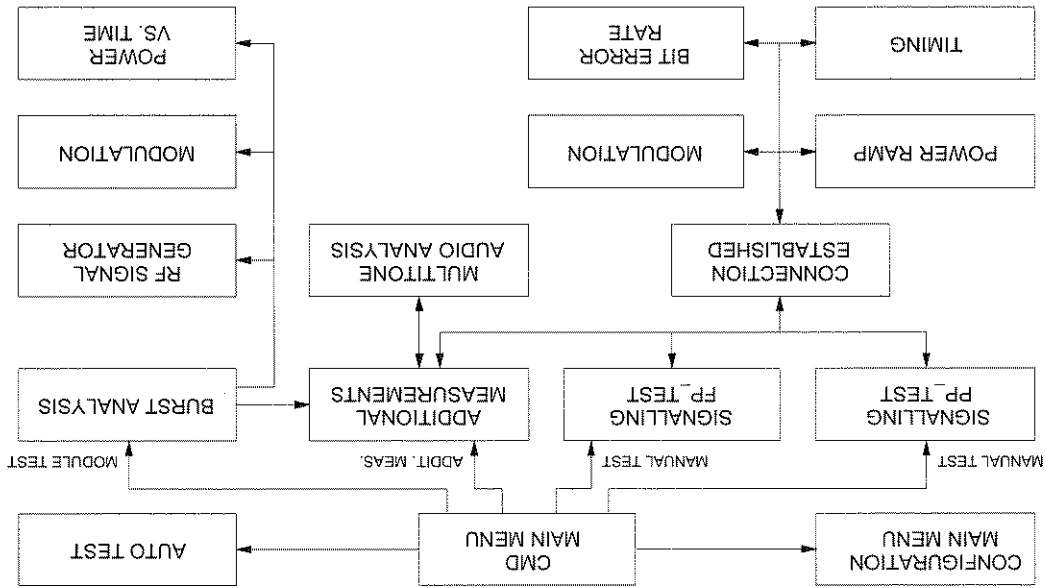 CONFIGURATION
MAIN MENU
CMD
MAIN MENU
AUTO TEST
MANUAL TEST
MANUAL TEST
ADDIT. MEAS.
MODULE TEST
SIGNALLING
PP_TEST
SIGNALLING
FP_TEST
ADDITIONAL
MEASUREMENTS
BURST ANALYSIS
CONNECTION
ESTABLISHED
MULTITONE
AUDIO ANALYSIS
RF SIGNAL
GENERATOR
POWER RAMP
MODULATION
MODULATION
TIMING
BIT ERROR
RATE
POWER
VS. TIME